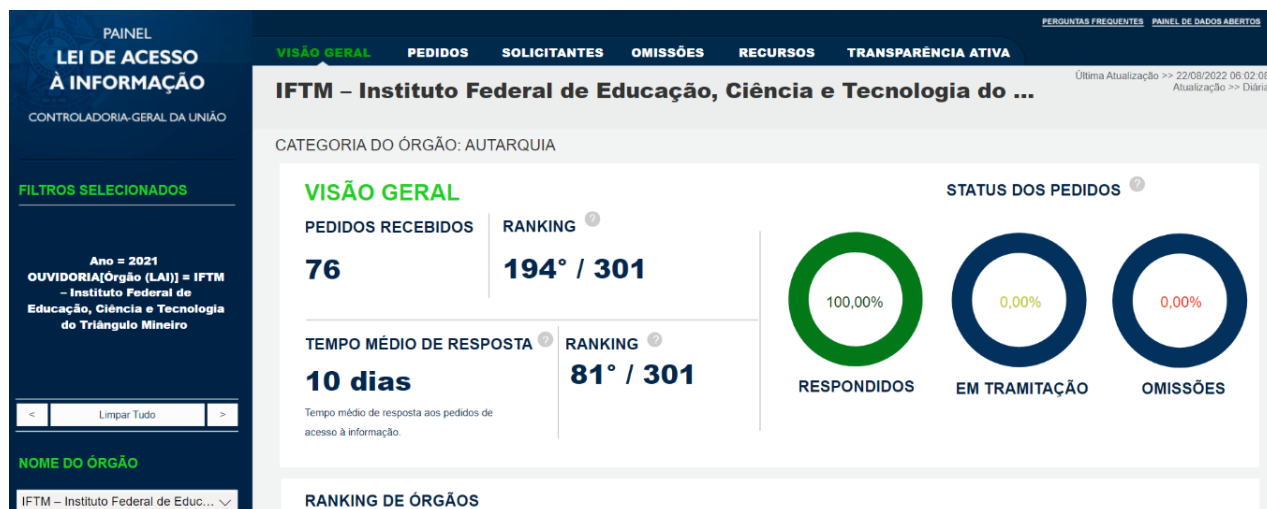 PAINEL
LEI DE ACESSO
À INFORMAÇÃO
CONTROLADORIA-GERAL DA UNIÃO
FILTROS SELECIONADOS
Ano = 2021
OUVIDORIA[Órgão (LAI)] = IFTM
– Instituto Federal de
Educação, Ciência e Tecnologia
do Triângulo Mineiro
< Limpar Tudo >
NOME DO ÓRGÃO
IFTM – Instituto Federal de Educ...
PERGUNTAS FREQUENTES PAINEL DE DADOS ABERTOS
VISÃO GERAL PEDIDOS SOLICITANTES OMISSÕES RECURSOS TRANSPARÊNCIA ATIVA
IFTM – Instituto Federal de Educação, Ciência e Tecnologia do ...
Última Atualização >> 22/08/2022 06:02:08
Atualização >> Diária
CATEGORIA DO ÓRGÃO: AUTARQUIA
VISÃO GERAL
PEDIDOS RECEBIDOS
76
RANKING ?
194° / 301
TEMPO MÉDIO DE RESPOSTA ?
10 dias
Tempo médio de resposta aos pedidos de
acesso à informação.
RANKING ?
81° / 301
STATUS DOS PEDIDOS ?
100,00%
RESPONDIDOS
0,00%
EM TRAMITAÇÃO
0,00%
OMISSÕES
RANKING DE ÓRGÃOS